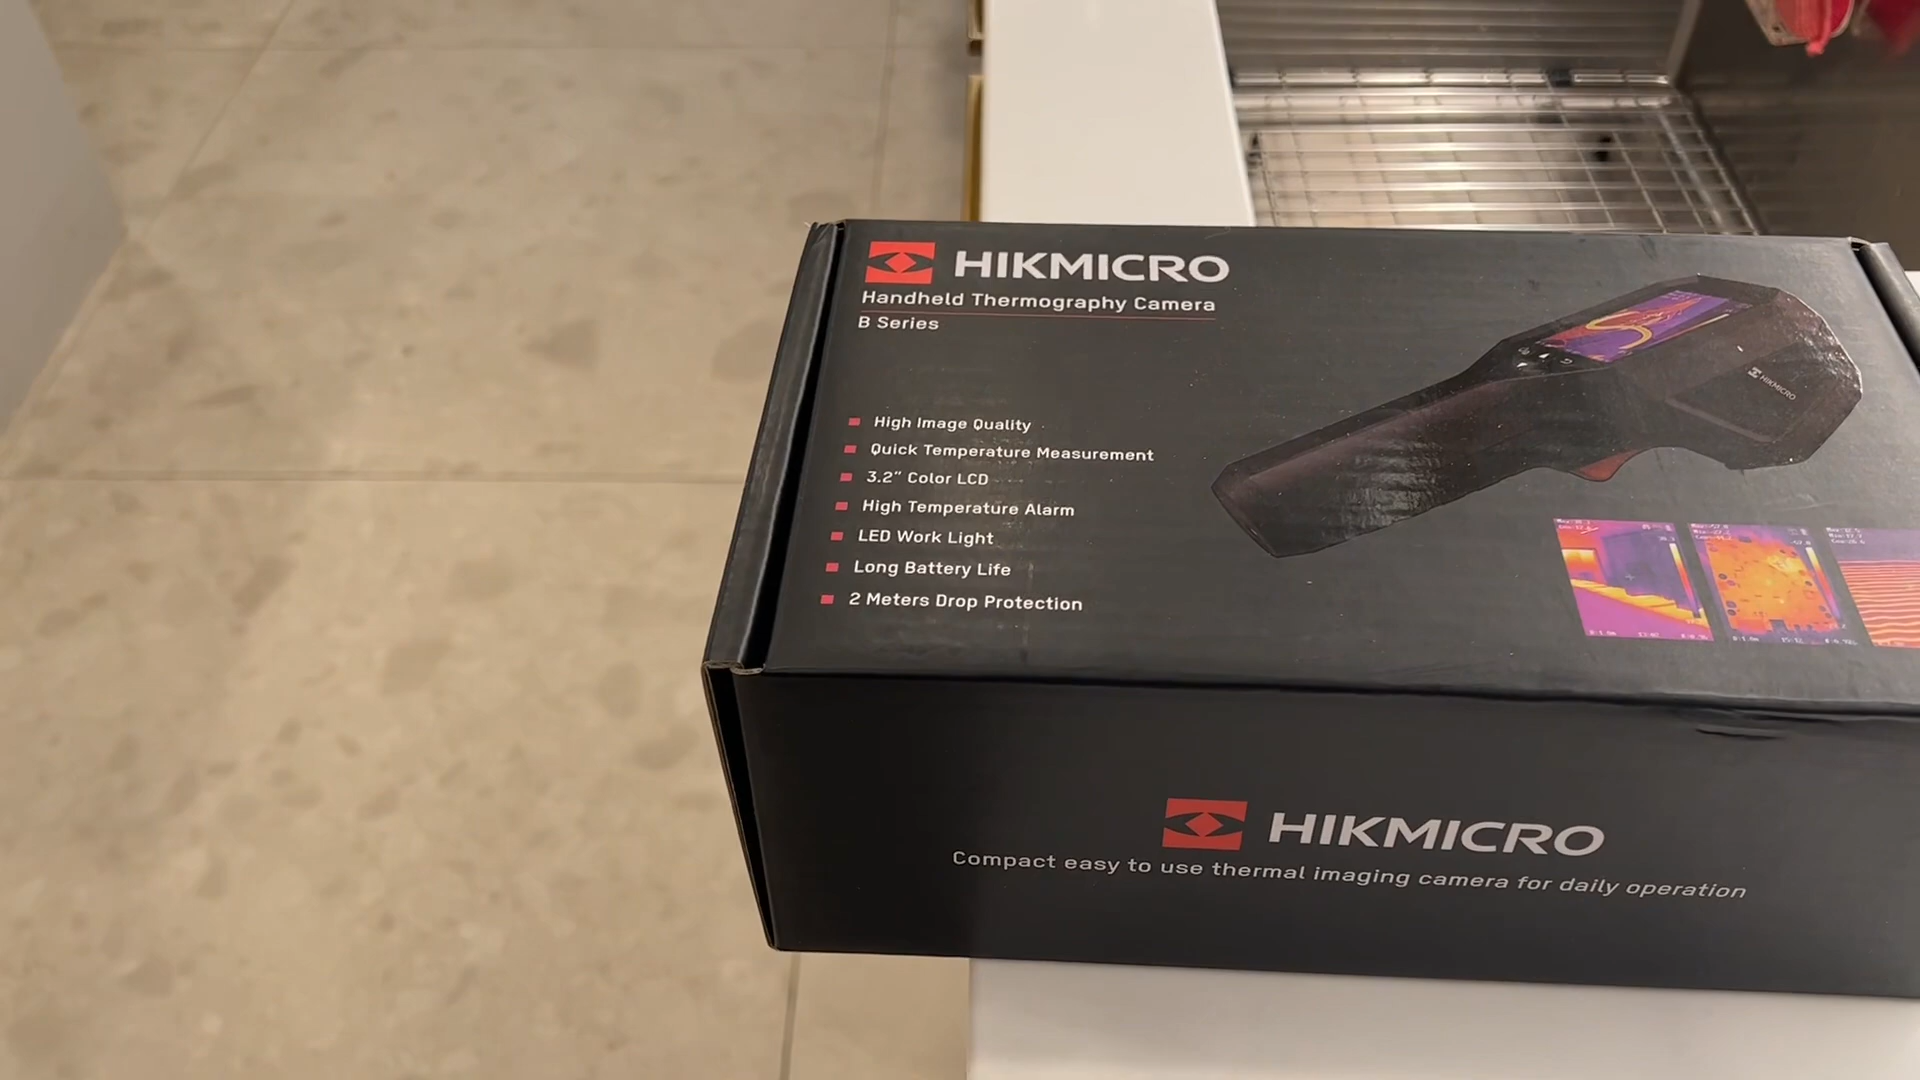 HIKMICRO
Handheld Thermography Camera
B Series
High Image Quality
Quick Temperature Measurement
3.2" Color LCD
High Temperature Alarm
LED Work Light
Long Battery Life
2 Meters Drop Protection
HIKMICRO
HIKMICRO
Compact easy to use thermal imaging camera for daily operation